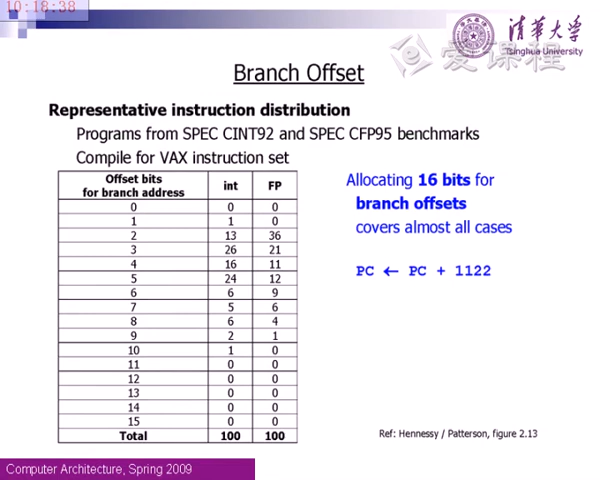 10:18:38
清华大学
Tsinghua University
爱课程
Branch Offset
Representative instruction distribution
Programs from SPEC CINT92 and SPEC CFP95 benchmarks
Compile for VAX instruction set
Offset bits for branch address int FP
0 0 0
1 1 0
2 13 36
3 26 21
4 16 11
5 24 12
6 6 9
7 5 6
8 6 4
9 2 1
10 1 0
11 0 0
12 0 0
13 0 0
14 0 0
15 0 0
Total 100 100
Allocating 16 bits for
branch offsets
covers almost all cases
PC ← PC + 1122
Ref: Hennessy / Patterson, figure 2.13
Computer Architecture, Spring 2009